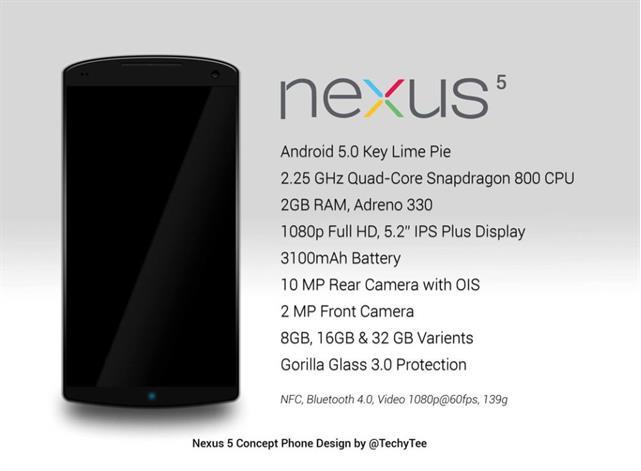 nexus 5
Android 5.0 Key Lime Pie
2.25 GHz Quad-Core Snapdragon 800 CPU
2GB RAM, Adreno 330
1080p Full HD, 5.2" IPS Plus Display
3100mAh Battery
10 MP Rear Camera with OIS
2 MP Front Camera
8GB, 16GB & 32 GB Varients
Gorilla Glass 3.0 Protection
NFC, Bluetooth 4.0, Video 1080p@60fps, 139g
Nexus 5 Concept Phone Design by @TechyTee